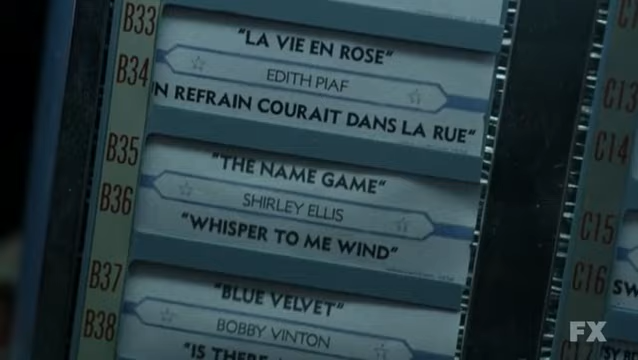 B33
"LA VIE EN ROSE"
B34
EDITH PIAF
N REFRAIN COURAIT DANS LA RUE"
B35
"THE NAME GAME"
B36
SHIRLEY ELLIS
"WHISPER TO ME WIND"
B37
"BLUE VELVET"
B38
BOBBY VINTON
"IS THERE
C13
C14
C15
C16
SW
FX